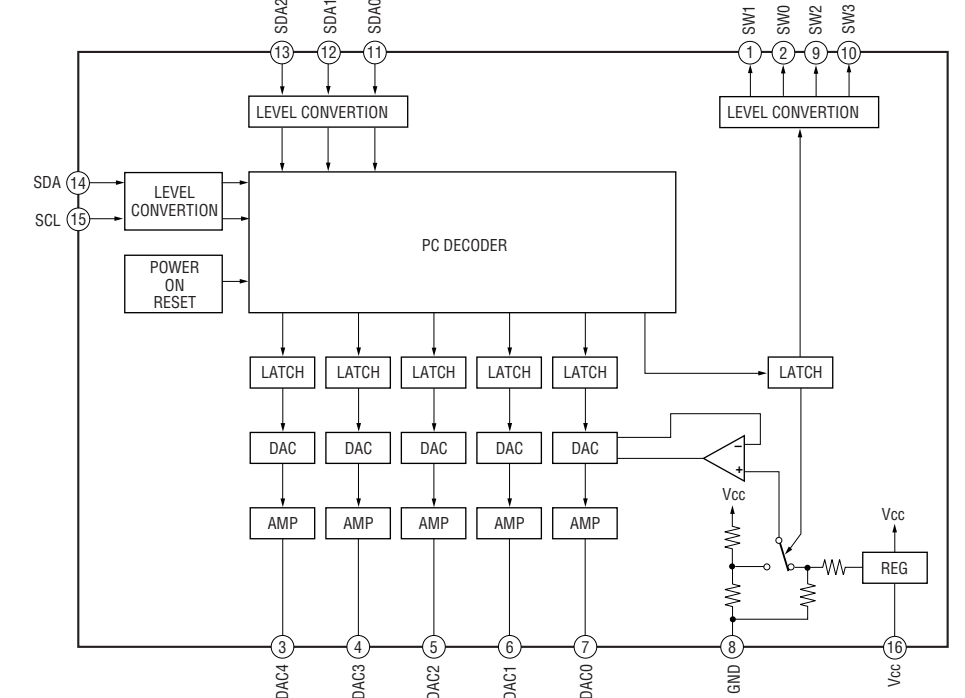 SDA2 SDA1 SDA0 SW1 SW0 SW2 SW3
13 12 11 1 2 9 10
LEVEL CONVERTION LEVEL CONVERTION
SDA 14
LEVEL
CONVERTION
SCL 15
PC DECODER
POWER
ON
RESET
LATCH LATCH LATCH LATCH LATCH LATCH
DAC DAC DAC DAC DAC
− +
Vcc
AMP AMP AMP AMP AMP
Vcc
REG
3 4 5 6 7 8 16
DAC4 DAC3 DAC2 DAC1 DAC0 GND Vcc